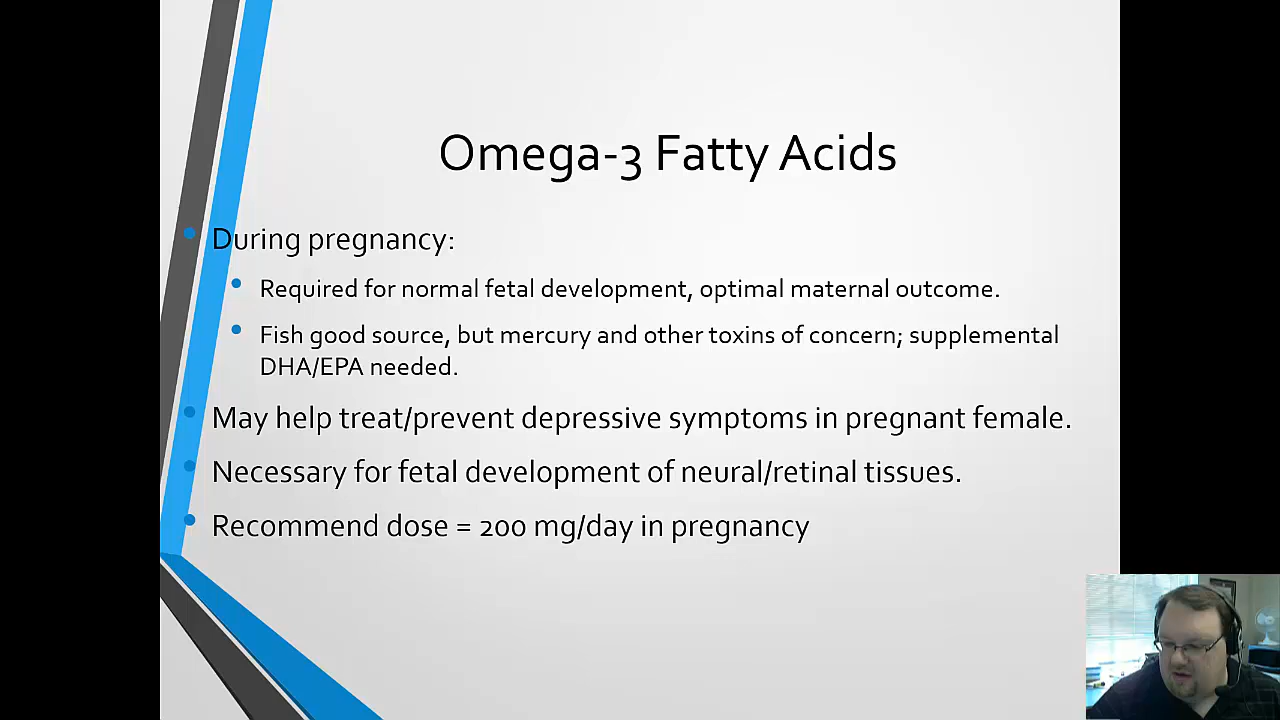 Omega-3 Fatty Acids
• During pregnancy:
• Required for normal fetal development, optimal maternal outcome.
• Fish good source, but mercury and other toxins of concern; supplemental
DHA/EPA needed.
• May help treat/prevent depressive symptoms in pregnant female.
• Necessary for fetal development of neural/retinal tissues.
• Recommend dose = 200 mg/day in pregnancy